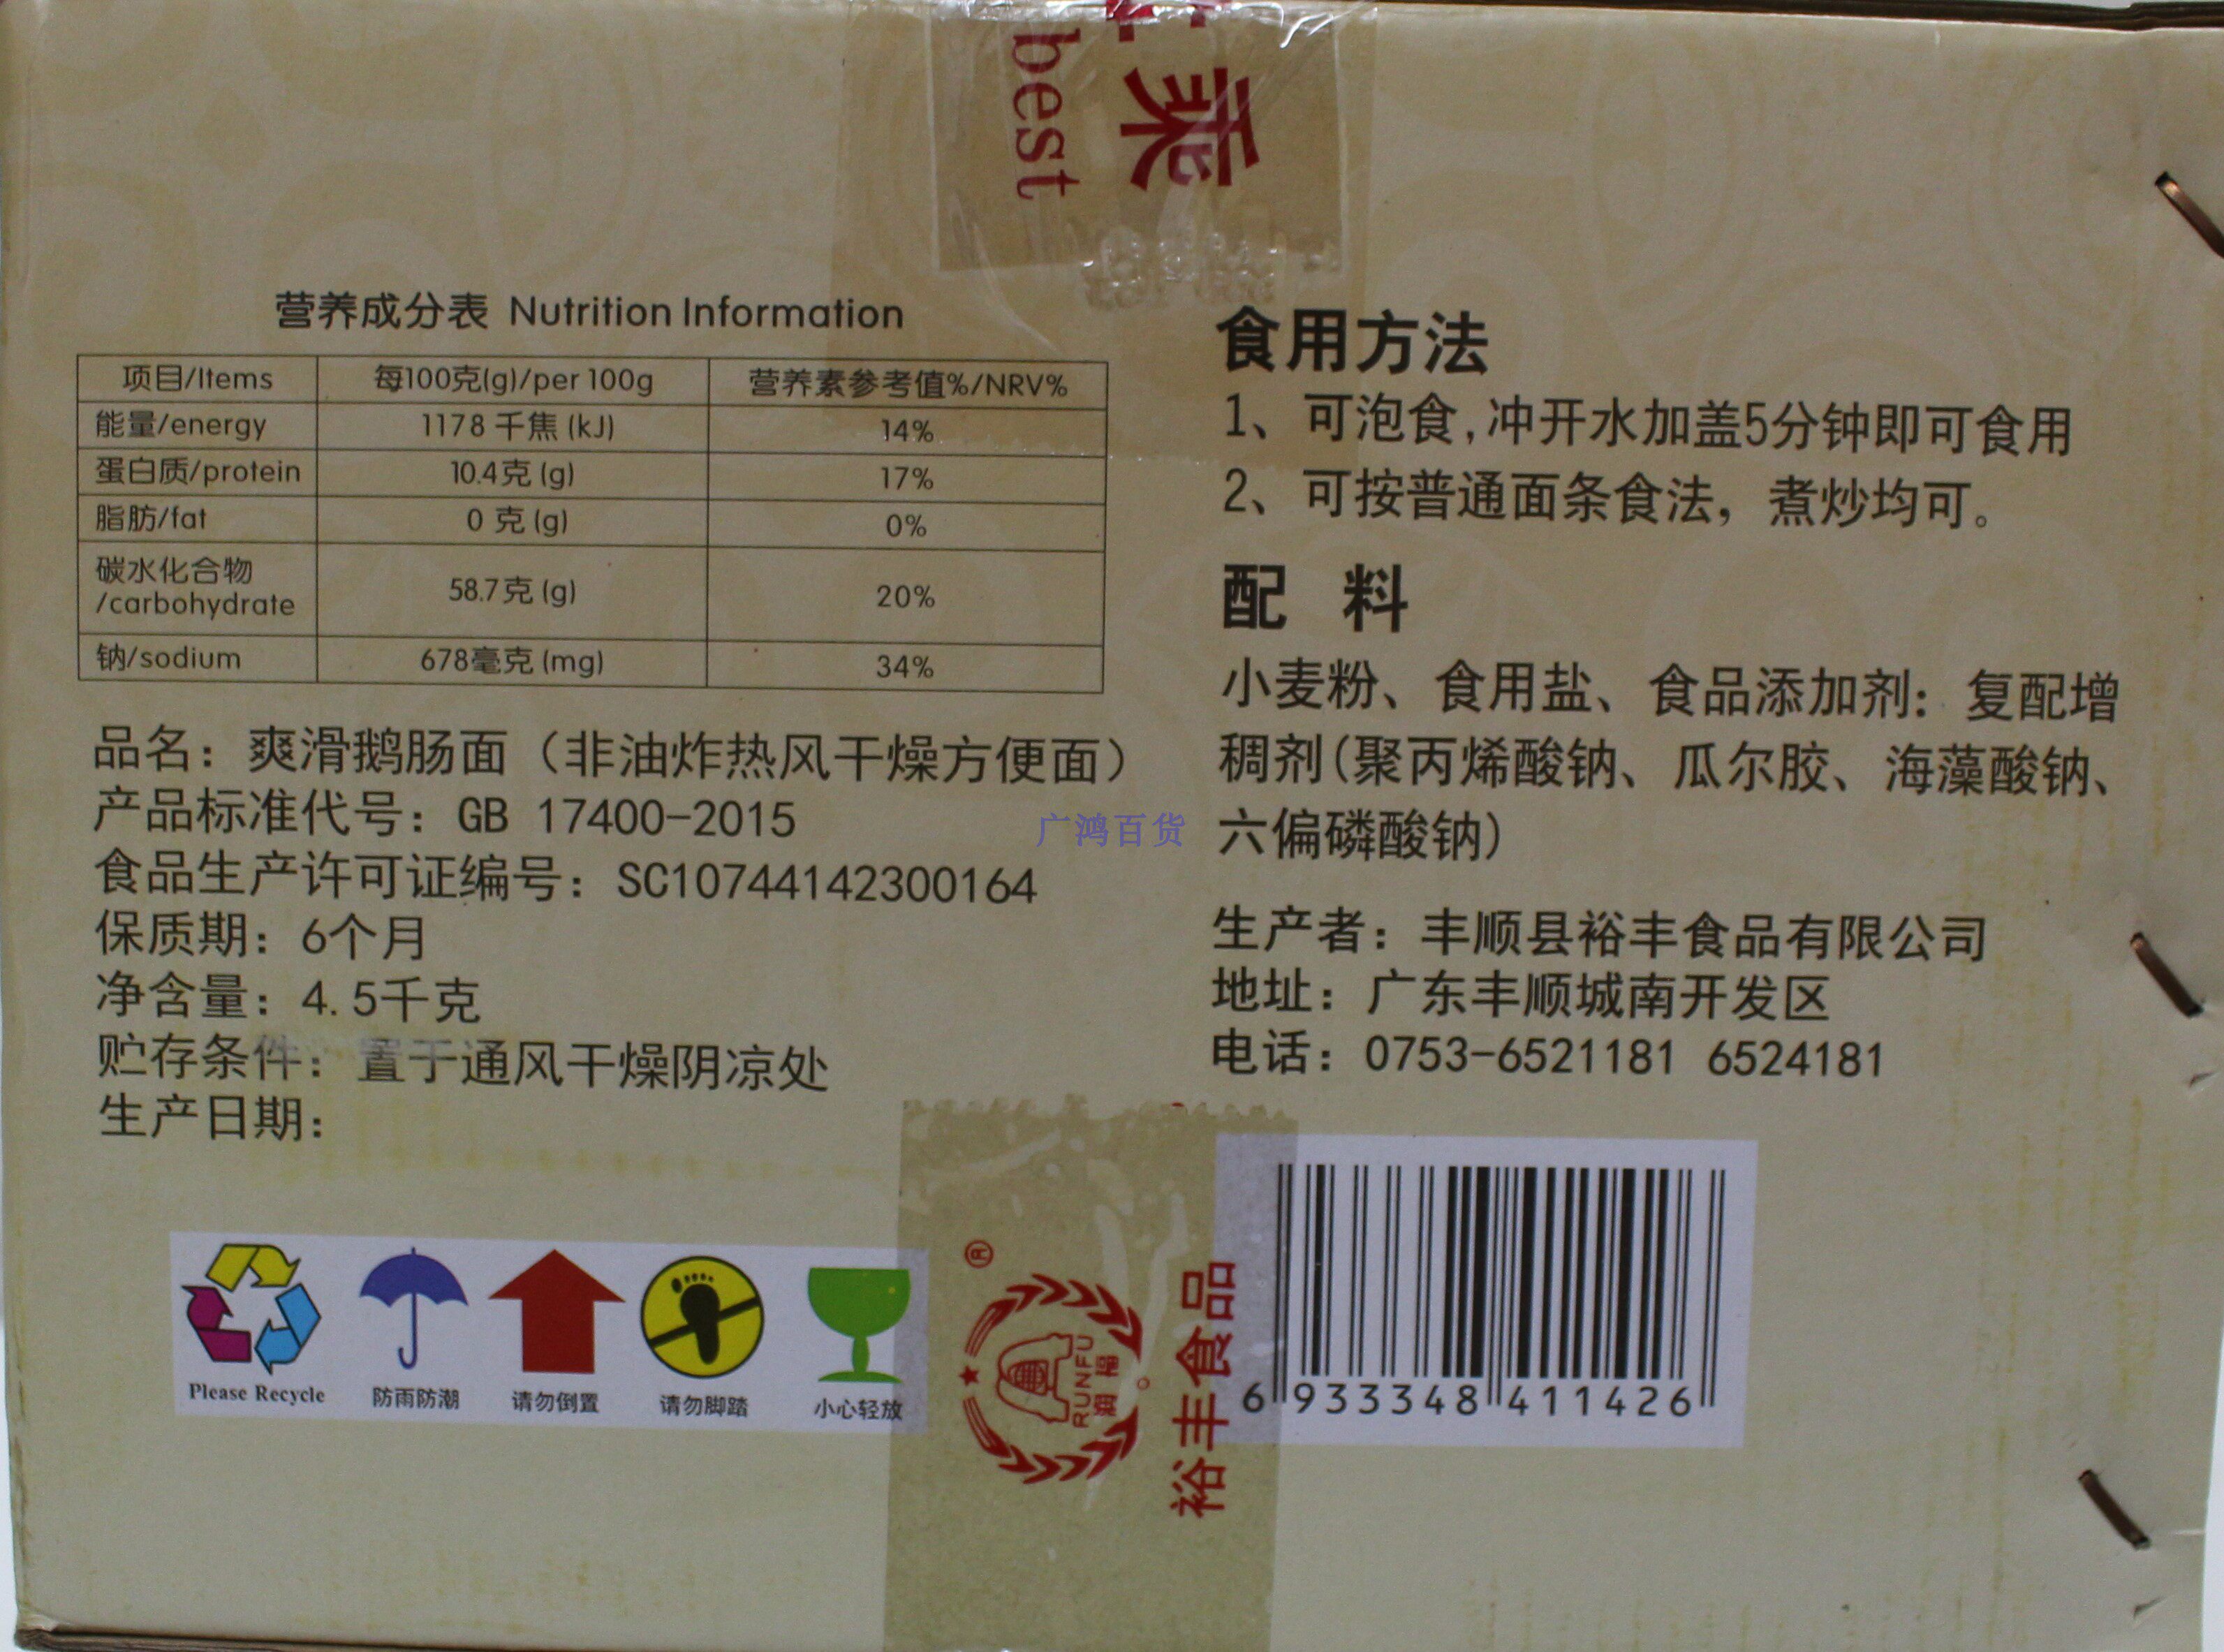 best
乘
营养成分表 Nutrition Information
项目/Items 每100克(g)/per 100g 营养素参考值%/NRV%
能量/energy 1178 千焦 (kJ) 14%
蛋白质/protein 10.4克 (g) 17%
脂肪/fat 0 克 (g) 0%
碳水化合物
/carbohydrate 58.7克 (g) 20%
钠/sodium 678毫克 (mg) 34%
品名：爽滑鹅肠面（非油炸热风干燥方便面）
产品标准代号：GB 17400-2015
食品生产许可证编号：SC10744142300164
保质期：6个月
净含量：4.5千克
贮存条件：置于通风干燥阴凉处
生产日期：
食用方法
1、可泡食,冲开水加盖5分钟即可食用
2、可按普通面条食法，煮炒均可。
配 料
小麦粉、食用盐、食品添加剂：复配增
稠剂(聚丙烯酸钠、瓜尔胶、海藻酸钠、
六偏磷酸钠)
生产者：丰顺县裕丰食品有限公司
地址：广东丰顺城南开发区
电话：0753-6521181 6524181
广鸿百货
Please Recycle
防雨防潮
请勿倒置
请勿脚踏
小心轻放
®
RUNFU
润福
裕丰食品
6 933348 411426